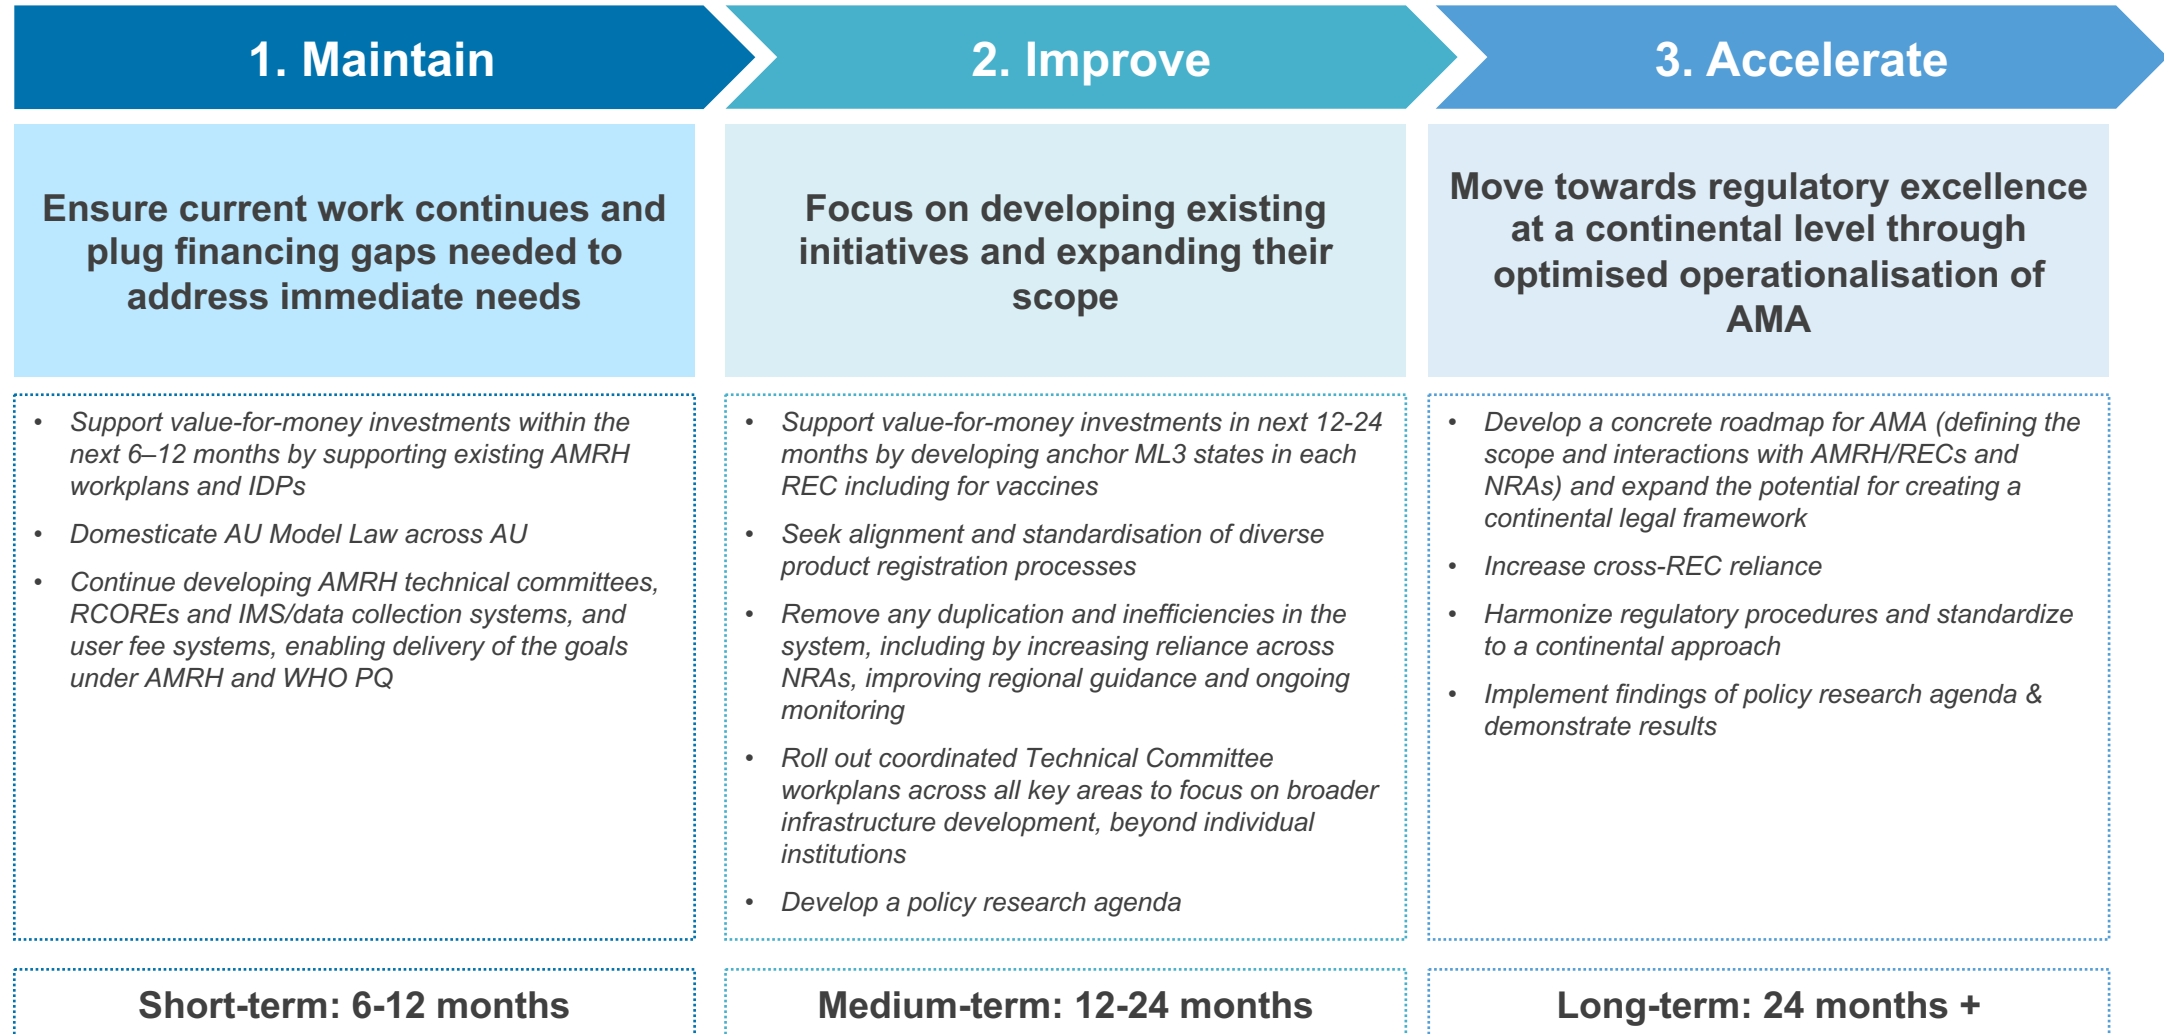 1. Maintain
Ensure current work continues and
plug financing gaps needed to
address immediate needs
• Support value-for-money investments within the
next 6–12 months by supporting existing AMRH
workplans and IDPs
• Domesticate AU Model Law across AU
• Continue developing AMRH technical committees,
RCOREs and IMS/data collection systems, and
user fee systems, enabling delivery of the goals
under AMRH and WHO PQ
Short-term: 6-12 months
2. Improve
Focus on developing existing
initiatives and expanding their
scope
• Support value-for-money investments in next 12-24
months by developing anchor ML3 states in each
REC including for vaccines
• Seek alignment and standardisation of diverse
product registration processes
• Remove any duplication and inefficiencies in the
system, including by increasing reliance across
NRAs, improving regional guidance and ongoing
monitoring
• Roll out coordinated Technical Committee
workplans across all key areas to focus on broader
infrastructure development, beyond individual
institutions
• Develop a policy research agenda
Medium-term: 12-24 months
3. Accelerate
Move towards regulatory excellence
at a continental level through
optimised operationalisation of
AMA
• Develop a concrete roadmap for AMA (defining the
scope and interactions with AMRH/RECs and
NRAs) and expand the potential for creating a
continental legal framework
• Increase cross-REC reliance
• Harmonize regulatory procedures and standardize
to a continental approach
• Implement findings of policy research agenda &
demonstrate results
Long-term: 24 months +